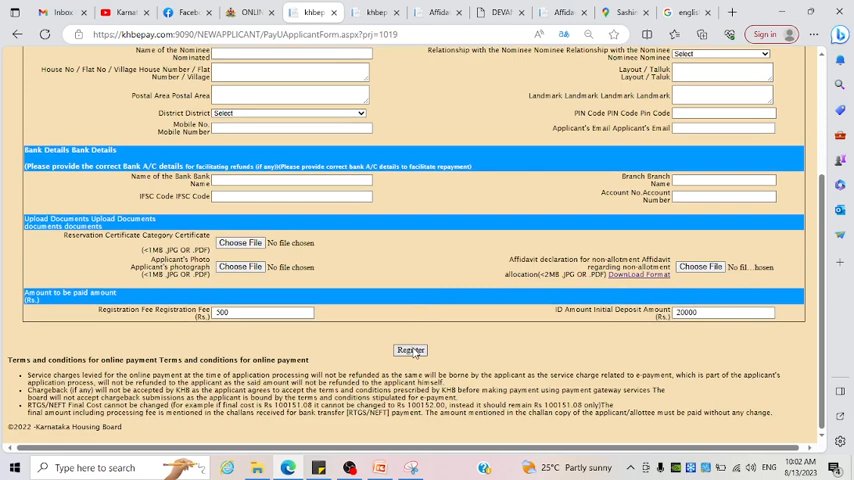 Inbox
Karnat
Facebo
ONLIN
khbep
khbep
Affida
DEVAN
Affida
Sashin
englis
https://khbepay.com:9090/NEWAPPLICANT/PayUApplicantForm.aspx?prj=1019
Sign in
Name of the Nominee
Nominated
Relationship with the Nominee Nominee Relationship with the
Nominee Nominee
Select
House No / Flat No / Village House Number / Flat
Number / Village
Layout / Talluk
Layout / Taluk
Postal Area Postal Area
Landmark Landmark Landmark Landmark
District District
Select
PIN Code PIN Code Pin Code
Mobile No.
Mobile Number
Applicant's Email Applicant's Email
Bank Details Bank Details
(Please provide the correct Bank A/C details for facilitating refunds (if any))(Please provide correct bank A/C details to facilitate repayment)
Name of the Bank Bank
Name
Branch Branch
Name
IFSC Code IFSC Code
Account No.Account
Number
Upload Documents Upload Documents
documents documents
Reservation Certificate Category Certificate
(<1MB .JPG OR .PDF)
Choose File No file chosen
Applicant's Photo
Applicant's photograph
(<1MB .JPG OR .PDF)
Choose File No file chosen
Affidavit declaration for non-allotment Affidavit
regarding non-allotment
allocation(<2MB .JPG OR .PDF) DownLoad Format
Choose File No fil...hosen
Amount to be paid amount
(Rs.)
Registration Fee Registration Fee
(Rs.)
500
ID Amount Initial Deposit Amount
(Rs.)
20000
Register
Terms and conditions for online payment Terms and conditions for online payment
Service charges levied for the online payment at the time of application processing will not be refunded as the same will be borne by the applicant as the service charge related to e-payment, which is part of the applicant's
application process, will not be refunded to the applicant as the said amount will not be refunded to the applicant himself.
Chargeback (if any) will not be accepted by KHB as the applicant agrees to accept the terms and conditions prescribed by KHB before making payment using payment gateway services The
board will not accept chargeback submissions as the applicant is bound by the terms and conditions stipulated for e-payment.
RTGS/NEFT Final Cost cannot be changed (for example if final cost is Rs 100151.08 it cannot be changed to Rs 100152.00, instead it should remain Rs 100151.08 only)The
final amount including processing fee is mentioned in the challans received for bank transfer [RTGS/NEFT] payment. The amount mentioned in the challan copy of the applicant/allottee must be paid without any change.
©2022 -Karnataka Housing Board
Type here to search
25°C Partly sunny
ENG
10:02 AM
8/13/2023